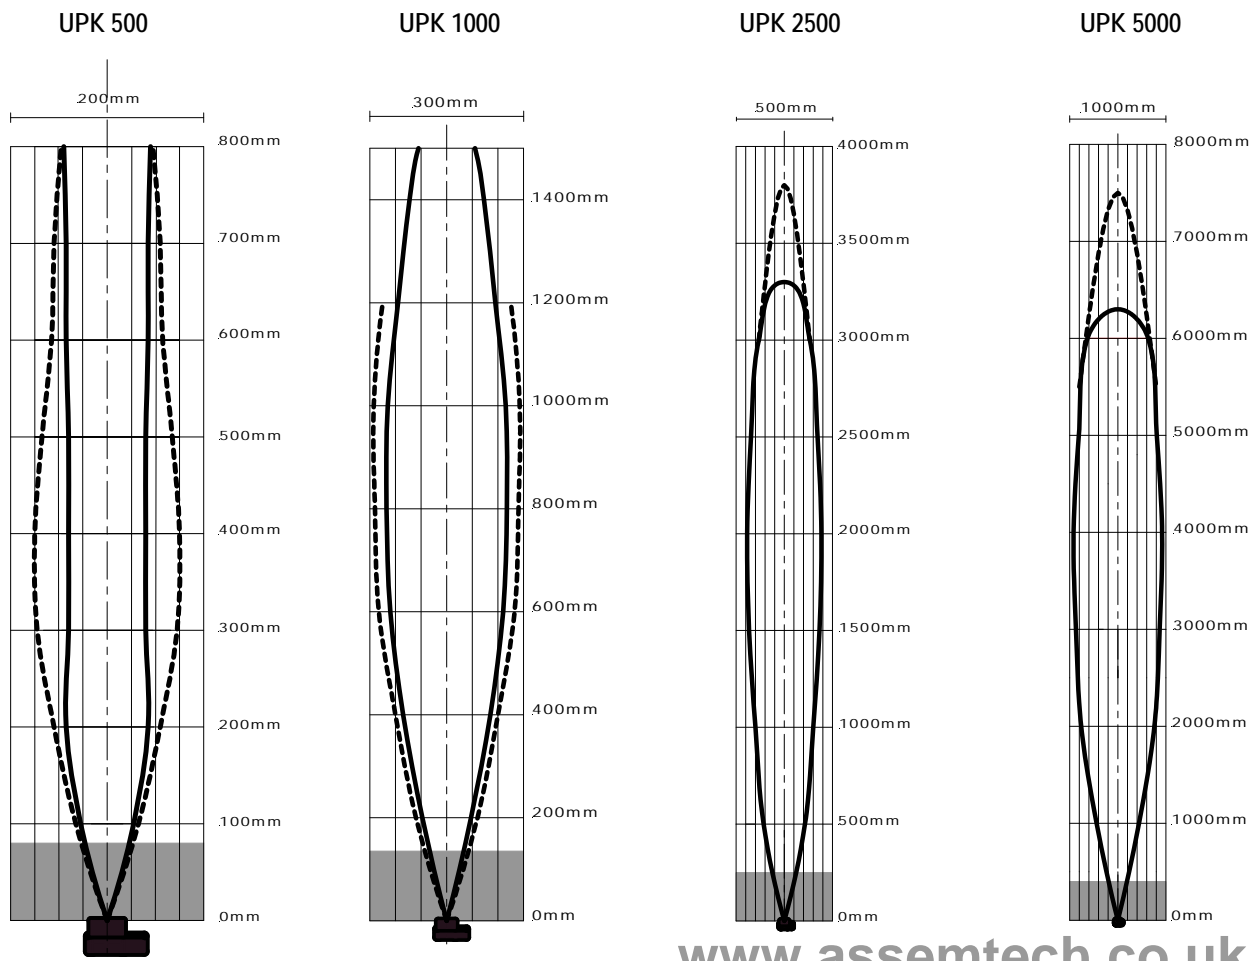 UPK 500
UPK 1000
UPK 2500
UPK 5000
200mm
800mm
700mm
600mm
500mm
400mm
300mm
200mm
100mm
0mm
300mm
1400mm
1200mm
1000mm
800mm
600mm
400mm
200mm
0mm
500mm
4000mm
3500mm
3000mm
2500mm
2000mm
1500mm
1000mm
500mm
0mm
1000mm
8000mm
7000mm
6000mm
5000mm
4000mm
3000mm
2000mm
1000mm
0mm
www.assemtech.co.uk